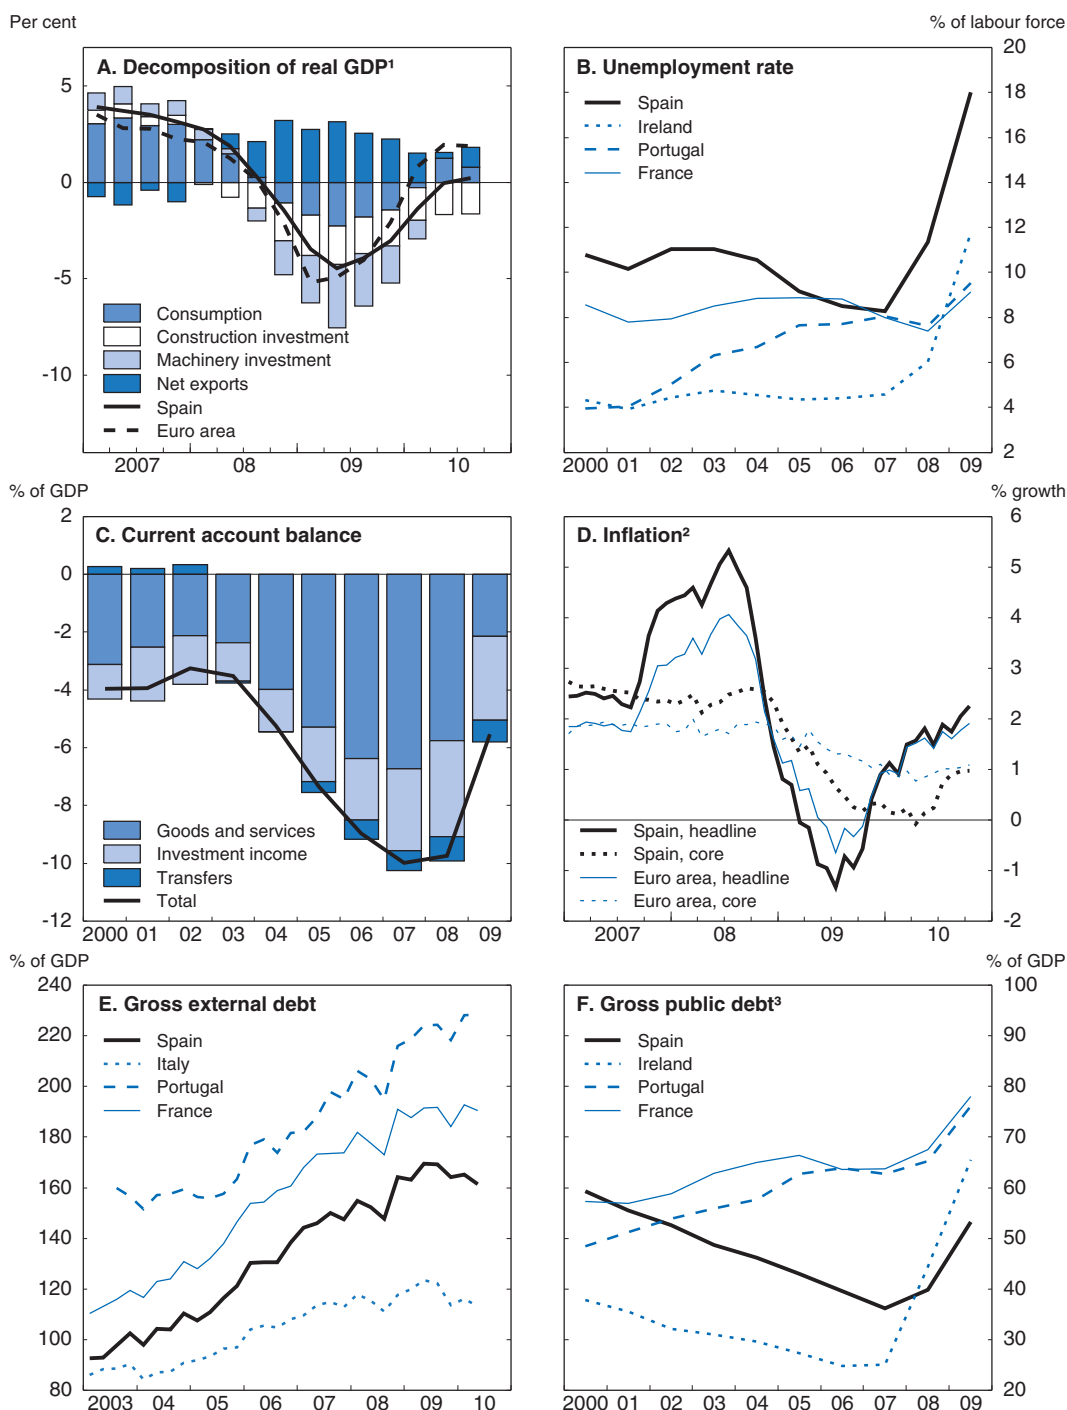 Per cent
% of labour force
A. Decomposition of real GDP¹
5
0
-5
-10
Consumption
Construction investment
Machinery investment
Net exports
Spain
Euro area
2007 08 09 10
B. Unemployment rate
20
18
16
14
12
10
8
6
4
2
Spain
Ireland
Portugal
France
2000 01 02 03 04 05 06 07 08 09
% of GDP
% growth
C. Current account balance
2
0
-2
-4
-6
-8
-10
-12
Goods and services
Investment income
Transfers
Total
2000 01 02 03 04 05 06 07 08 09
D. Inflation²
6
5
4
3
2
1
0
-1
-2
Spain, headline
Spain, core
Euro area, headline
Euro area, core
2007 08 09 10
% of GDP
% of GDP
E. Gross external debt
240
220
200
180
160
140
120
100
80
Spain
Italy
Portugal
France
2003 04 05 06 07 08 09 10
F. Gross public debt³
100
90
80
70
60
50
40
30
20
Spain
Ireland
Portugal
France
2000 01 02 03 04 05 06 07 08 09